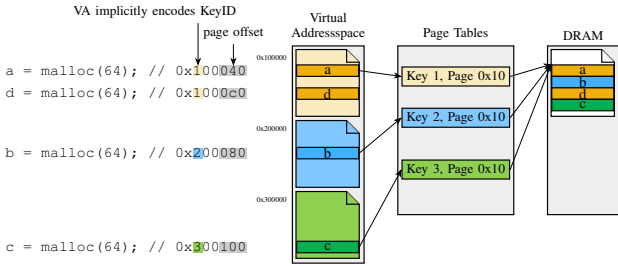 VA implicitly encodes KeyID
page offset
Virtual
Addressspace
Page Tables
DRAM
a = malloc(64); // 0x100040
d = malloc(64); // 0x1000c0
b = malloc(64); // 0x200080
c = malloc(64); // 0x300100
0x100000
a
d
0x200000
b
0x300000
c
Key 1, Page 0x10
Key 2, Page 0x10
Key 3, Page 0x10
a
b
d
c